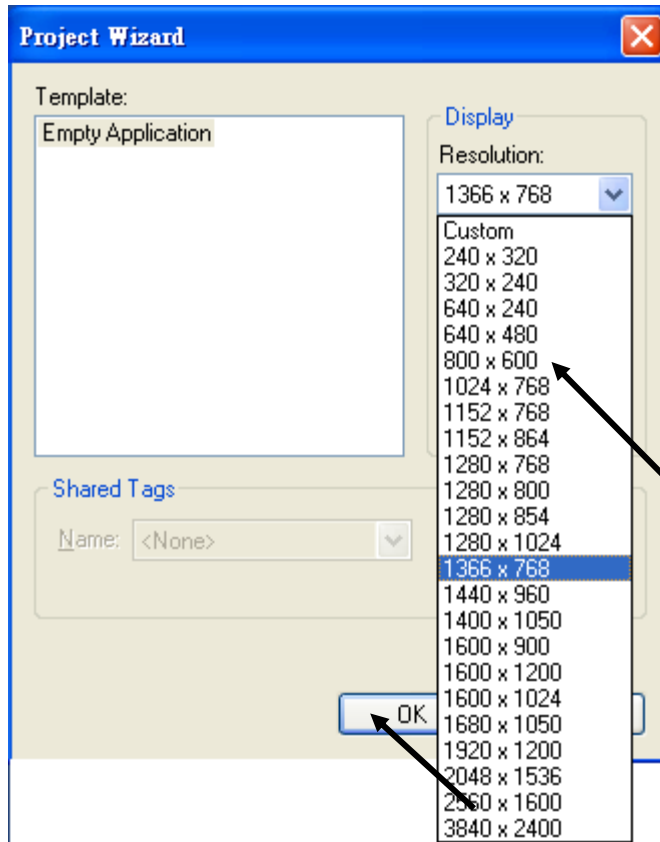 Project Wizard
Template:
Empty Application
Display
Resolution:
1366 x 768
Custom
240 x 320
320 x 240
640 x 240
640 x 480
800 x 600
1024 x 768
1152 x 768
1152 x 864
1280 x 768
1280 x 800
1280 x 854
1280 x 1024
1366 x 768
1440 x 960
1400 x 1050
1600 x 900
1600 x 1200
1600 x 1024
1680 x 1050
1920 x 1200
2048 x 1536
2560 x 1600
3840 x 2400
Shared Tags
Name:
<None>
OK